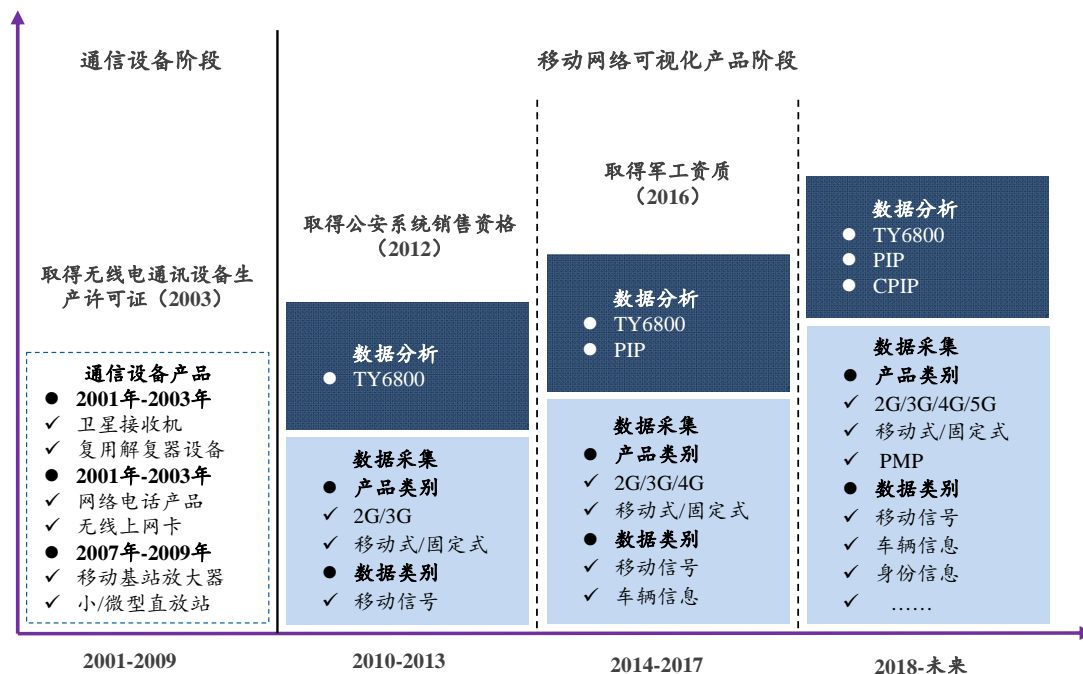 通信设备阶段
移动网络可视化产品阶段
取得无线电通讯设备生
产许可证（2003）
通信设备产品
● 2001年-2003年
✓ 卫星接收机
✓ 复用解复器设备
● 2001年-2003年
✓ 网络电话产品
✓ 无线上网卡
● 2007年-2009年
✓ 移动基站放大器
✓ 小/微型直放站
2001-2009
取得公安系统销售资格
（2012）
数据分析
● TY6800
数据采集
● 产品类别
✓ 2G/3G
✓ 移动式/固定式
● 数据类别
✓ 移动信号
2010-2013
取得军工资质
（2016）
数据分析
● TY6800
● PIP
数据采集
● 产品类别
✓ 2G/3G/4G
✓ 移动式/固定式
● 数据类别
✓ 移动信号
✓ 车辆信息
2014-2017
数据分析
● TY6800
● PIP
● CPIP
数据采集
● 产品类别
✓ 2G/3G/4G/5G
✓ 移动式/固定式
✓ PMP
● 数据类别
✓ 移动信号
✓ 车辆信息
✓ 身份信息
✓ ……
2018-未来